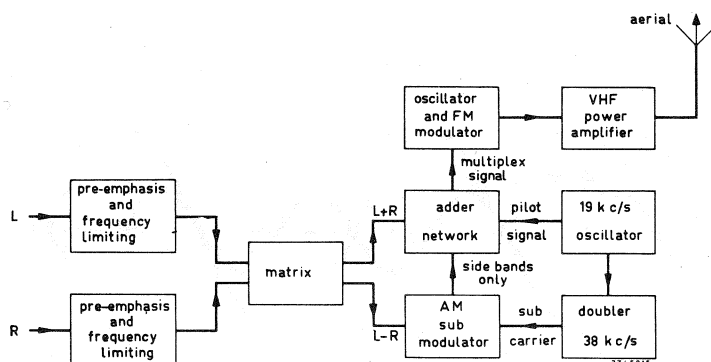 aerial
oscillator
and FM
modulator
VHF
power
amplifier
multiplex
signal
pre-emphasis
and
frequency
limiting
L
L+R
adder
network
pilot
signal
19 k c/s
oscillator
matrix
side bands
only
pre-emphasis
and
frequency
limiting
R
L-R
AM
sub
modulator
sub
carrier
doubler
38 k c/s